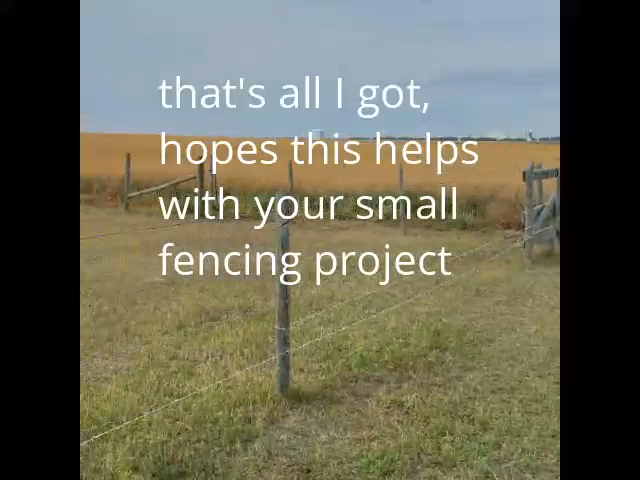 that's all I got,
hopes this helps
with your small
fencing project